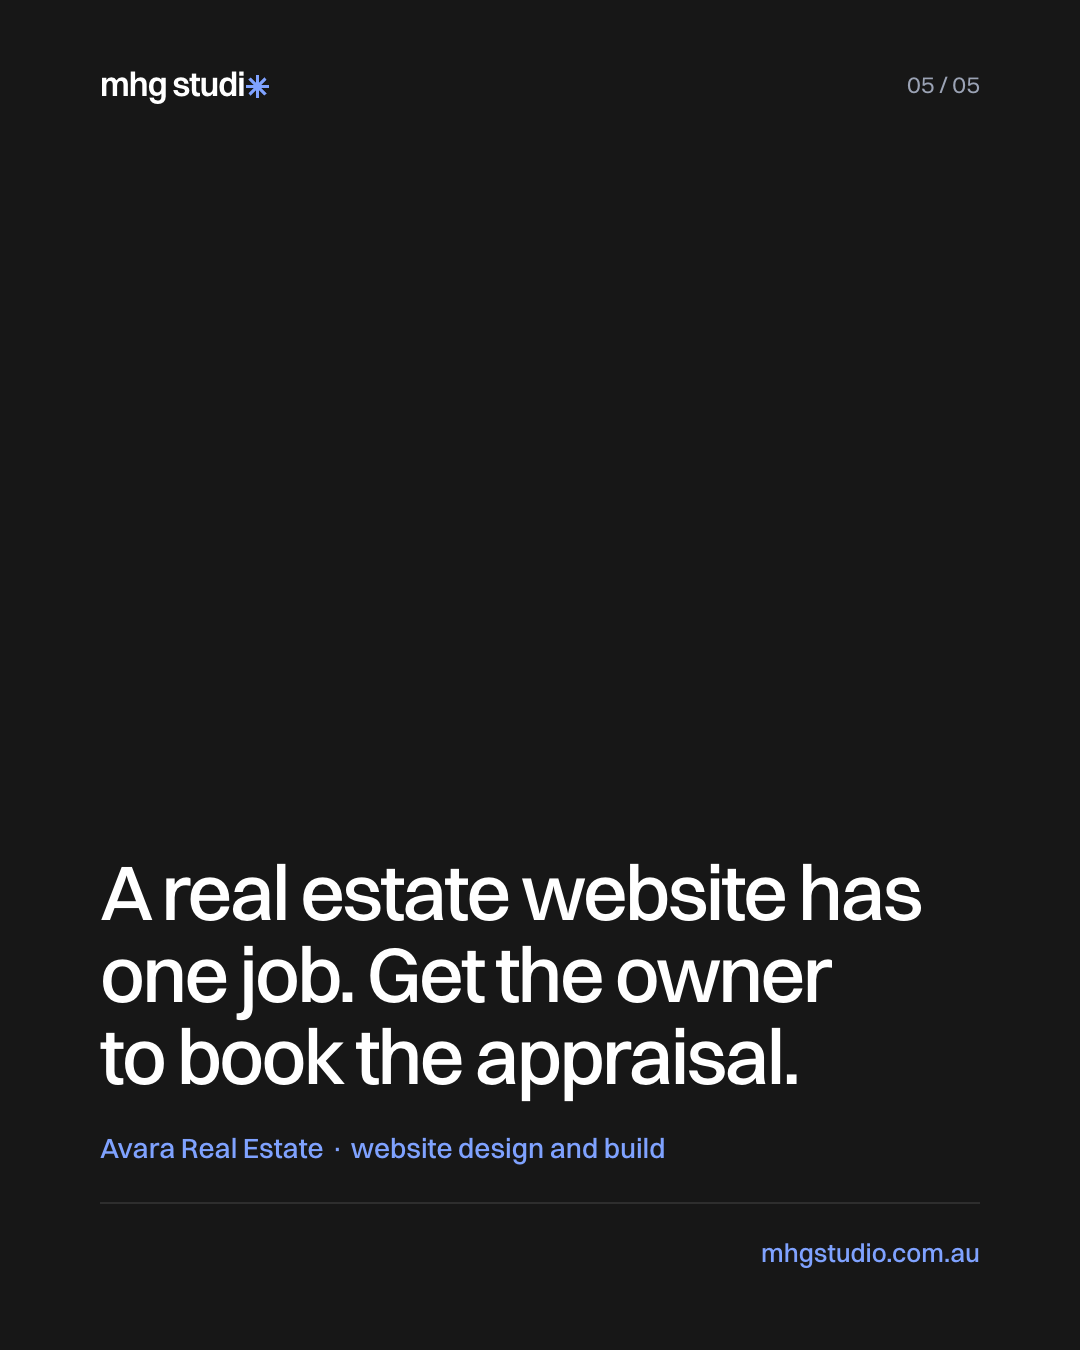 mhg studi*
05 / 05
A real estate website has
one job. Get the owner
to book the appraisal.
Avara Real Estate · website design and build
mhgstudio.com.au